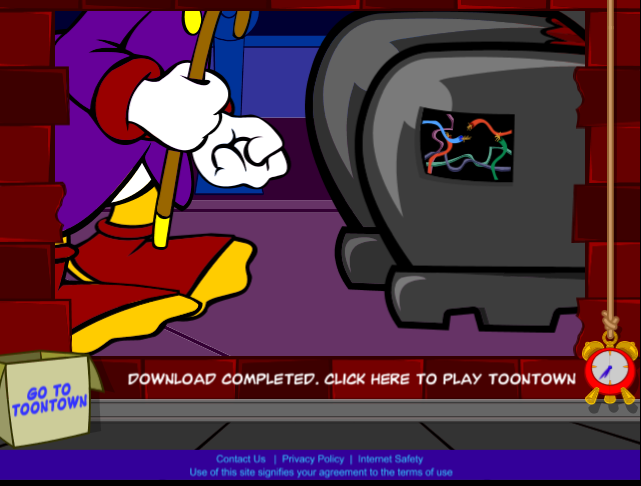 DOWNLOAD COMPLETED. CLICK HERE TO PLAY TOONTOWN
GO TO
TOONTOWN
Contact Us | Privacy Policy | Internet Safety
Use of this site signifies your agreement to the terms of use